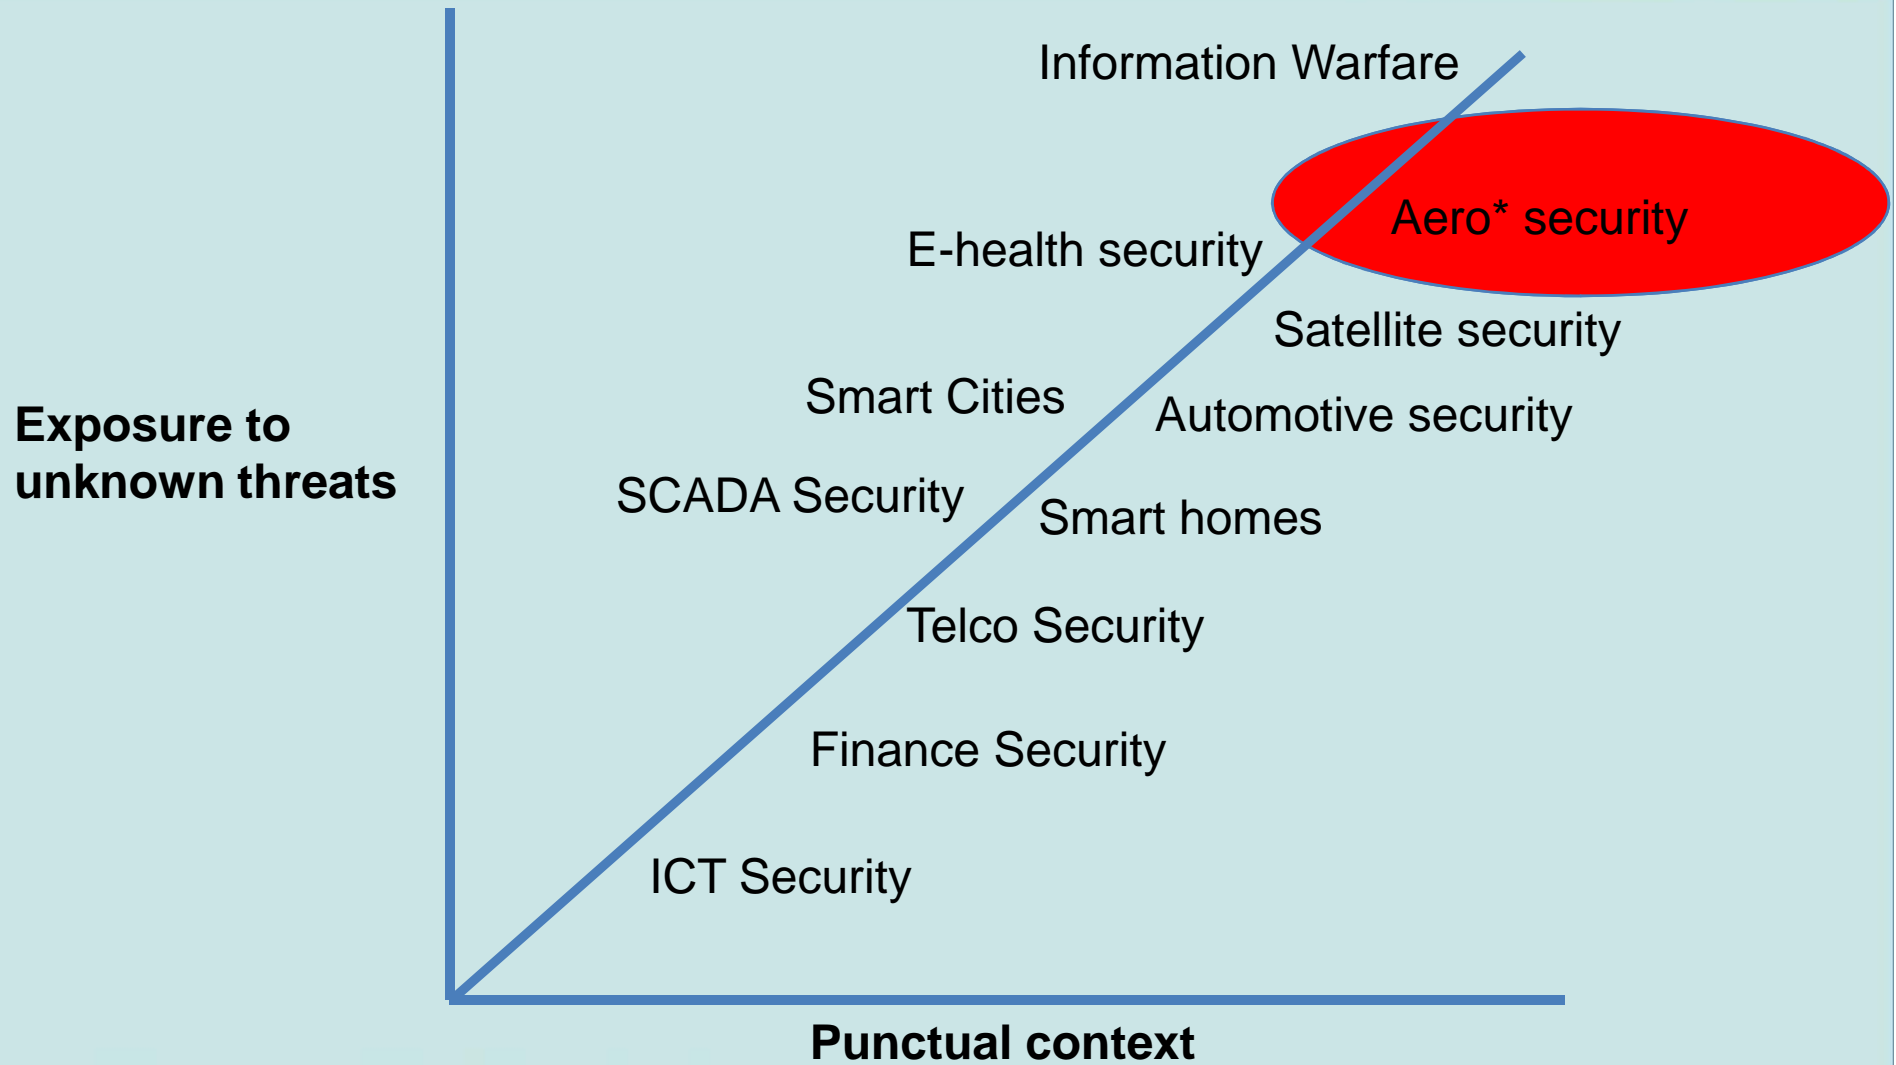 Information Warfare
Aero* security
E-health security
Satellite security
Smart Cities
Automotive security
Exposure to
unknown threats
SCADA Security
Smart homes
Telco Security
Finance Security
ICT Security
Punctual context